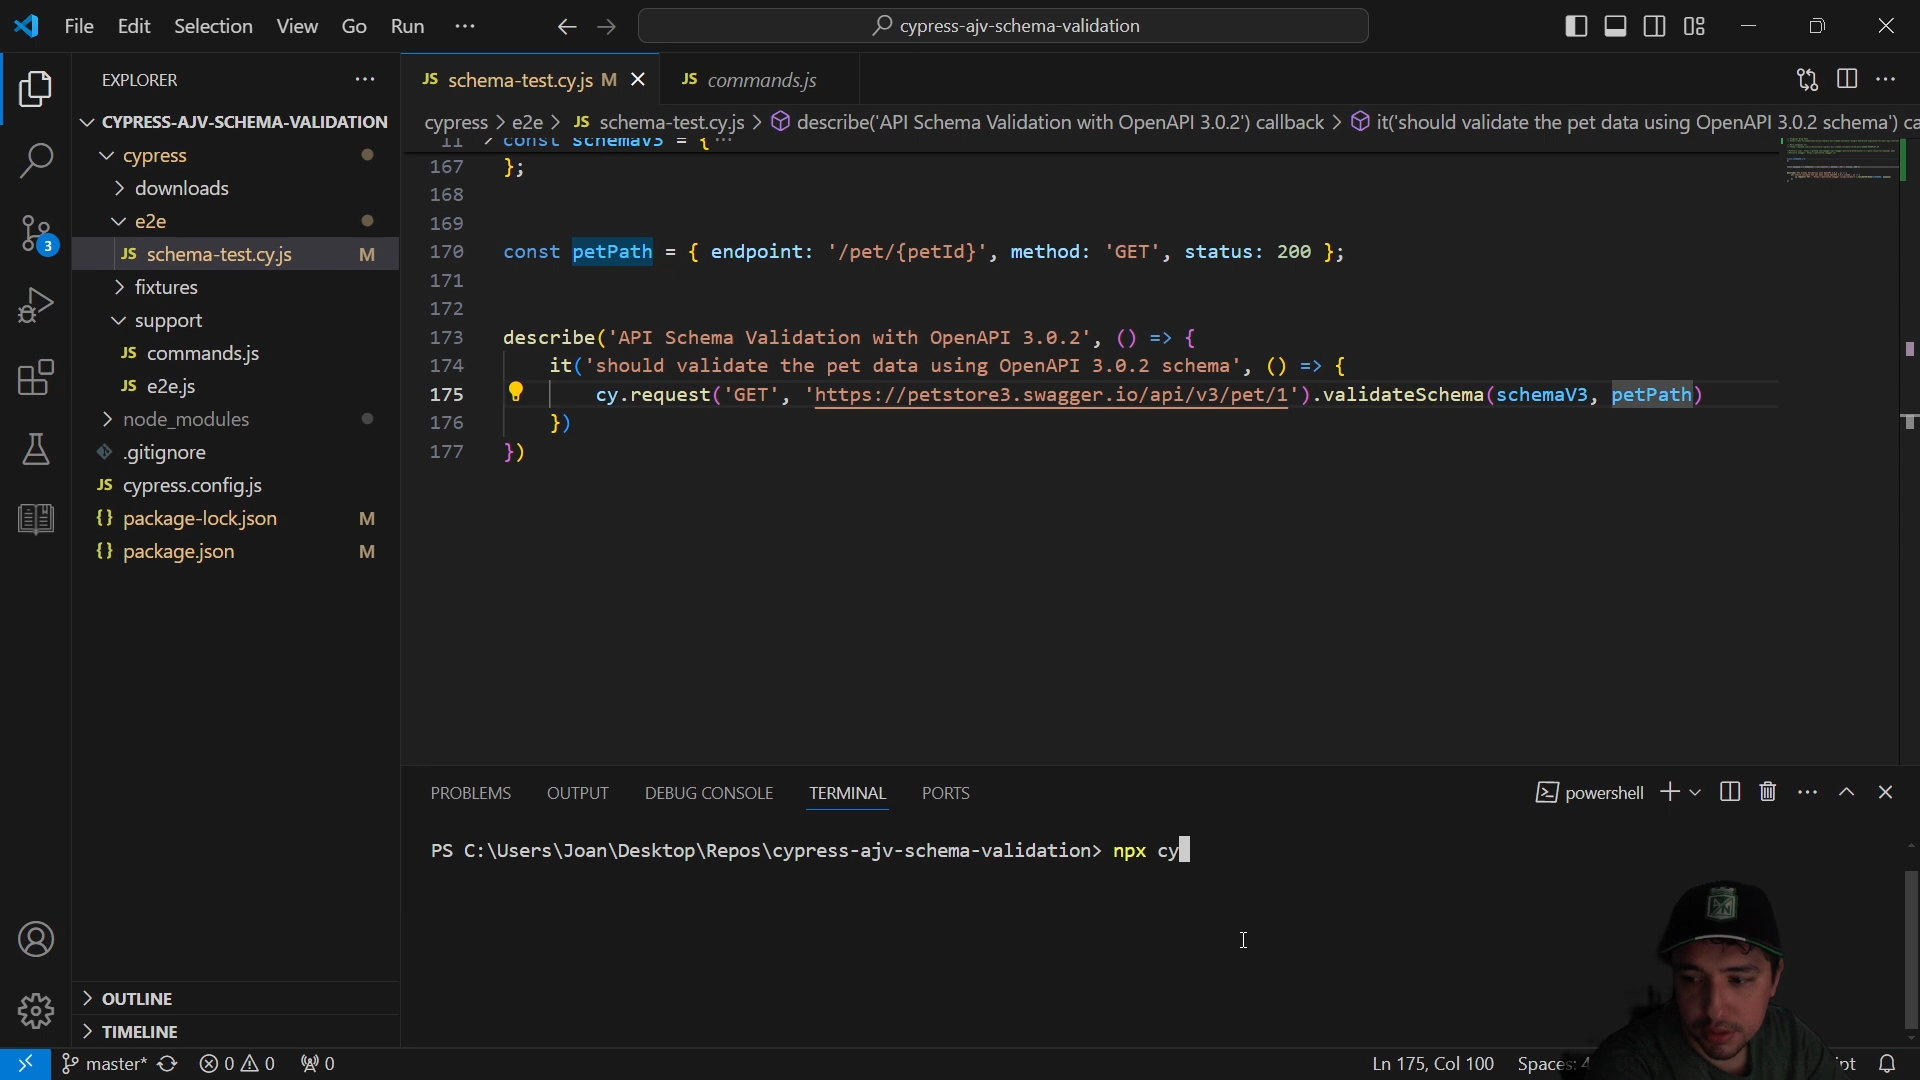 File Edit Selection View Go Run ···
cypress-ajv-schema-validation
EXPLORER
CYPRESS-AJV-SCHEMA-VALIDATION
cypress
downloads
e2e
JS schema-test.cy.js M
fixtures
support
JS commands.js
JS e2e.js
node_modules
.gitignore
JS cypress.config.js
{} package-lock.json M
{} package.json M
OUTLINE
TIMELINE
3
JS schema-test.cy.js M
JS commands.js
cypress > e2e > JS schema-test.cy.js > describe('API Schema Validation with OpenAPI 3.0.2') callback > it('should validate the pet data using OpenAPI 3.0.2 schema') ca
11 const schemaV3 = {···
167 };
168
169
170 const petPath = { endpoint: '/pet/{petId}', method: 'GET', status: 200 };
171
172
173 describe('API Schema Validation with OpenAPI 3.0.2', () => {
174 it('should validate the pet data using OpenAPI 3.0.2 schema', () => {
175 cy.request('GET', 'https://petstore3.swagger.io/api/v3/pet/1').validateSchema(schemaV3, petPath)
176 })
177 })
PROBLEMS OUTPUT DEBUG CONSOLE TERMINAL PORTS
powershell
PS C:\Users\Joan\Desktop\Repos\cypress-ajv-schema-validation> npx cy
master* 0 0 0
Ln 175, Col 100 Spaces: 4 pt